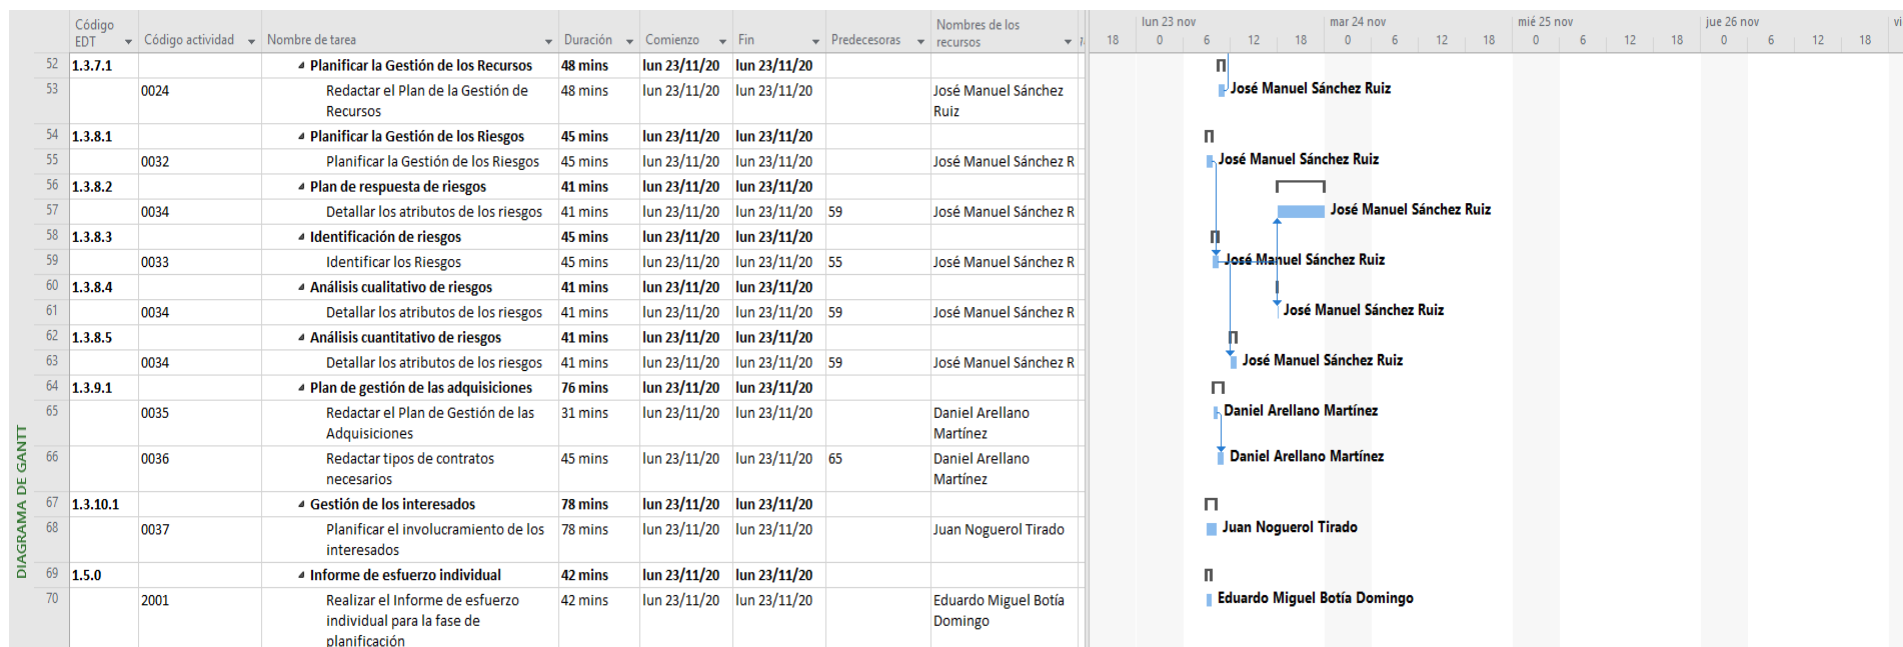 Código EDT Código actividad Nombre de tarea Duración Comienzo Fin Predecesoras Nombres de los recursos
lun 23 nov mar 24 nov mié 25 nov jue 26 nov vi
18 0 6 12 18 0 6 12 18 0 6 12 18 0 6 12 18
52 1.3.7.1 Planificar la Gestión de los Recursos 48 mins lun 23/11/20 lun 23/11/20
53 0024 Redactar el Plan de la Gestión de Recursos 48 mins lun 23/11/20 lun 23/11/20 José Manuel Sánchez Ruiz José Manuel Sánchez Ruiz
54 1.3.8.1 Planificar la Gestión de los Riesgos 45 mins lun 23/11/20 lun 23/11/20
55 0032 Planificar la Gestión de los Riesgos 45 mins lun 23/11/20 lun 23/11/20 José Manuel Sánchez R José Manuel Sánchez Ruiz
56 1.3.8.2 Plan de respuesta de riesgos 41 mins lun 23/11/20 lun 23/11/20
57 0034 Detallar los atributos de los riesgos 41 mins lun 23/11/20 lun 23/11/20 59 José Manuel Sánchez R José Manuel Sánchez Ruiz
58 1.3.8.3 Identificación de riesgos 45 mins lun 23/11/20 lun 23/11/20
59 0033 Identificar los Riesgos 45 mins lun 23/11/20 lun 23/11/20 55 José Manuel Sánchez R José Manuel Sánchez Ruiz
60 1.3.8.4 Análisis cualitativo de riesgos 41 mins lun 23/11/20 lun 23/11/20
61 0034 Detallar los atributos de los riesgos 41 mins lun 23/11/20 lun 23/11/20 59 José Manuel Sánchez R José Manuel Sánchez Ruiz
62 1.3.8.5 Análisis cuantitativo de riesgos 41 mins lun 23/11/20 lun 23/11/20
63 0034 Detallar los atributos de los riesgos 41 mins lun 23/11/20 lun 23/11/20 59 José Manuel Sánchez R José Manuel Sánchez Ruiz
64 1.3.9.1 Plan de gestión de las adquisiciones 76 mins lun 23/11/20 lun 23/11/20
65 0035 Redactar el Plan de Gestión de las Adquisiciones 31 mins lun 23/11/20 lun 23/11/20 Daniel Arellano Martínez Daniel Arellano Martínez
66 0036 Redactar tipos de contratos necesarios 45 mins lun 23/11/20 lun 23/11/20 65 Daniel Arellano Martínez Daniel Arellano Martínez
67 1.3.10.1 Gestión de los interesados 78 mins lun 23/11/20 lun 23/11/20
68 0037 Planificar el involucramiento de los interesados 78 mins lun 23/11/20 lun 23/11/20 Juan Noguerol Tirado Juan Noguerol Tirado
69 1.5.0 Informe de esfuerzo individual 42 mins lun 23/11/20 lun 23/11/20
70 2001 Realizar el Informe de esfuerzo individual para la fase de planificación 42 mins lun 23/11/20 lun 23/11/20 Eduardo Miguel Botía Domingo Eduardo Miguel Botía Domingo
DIAGRAMA DE GANTT